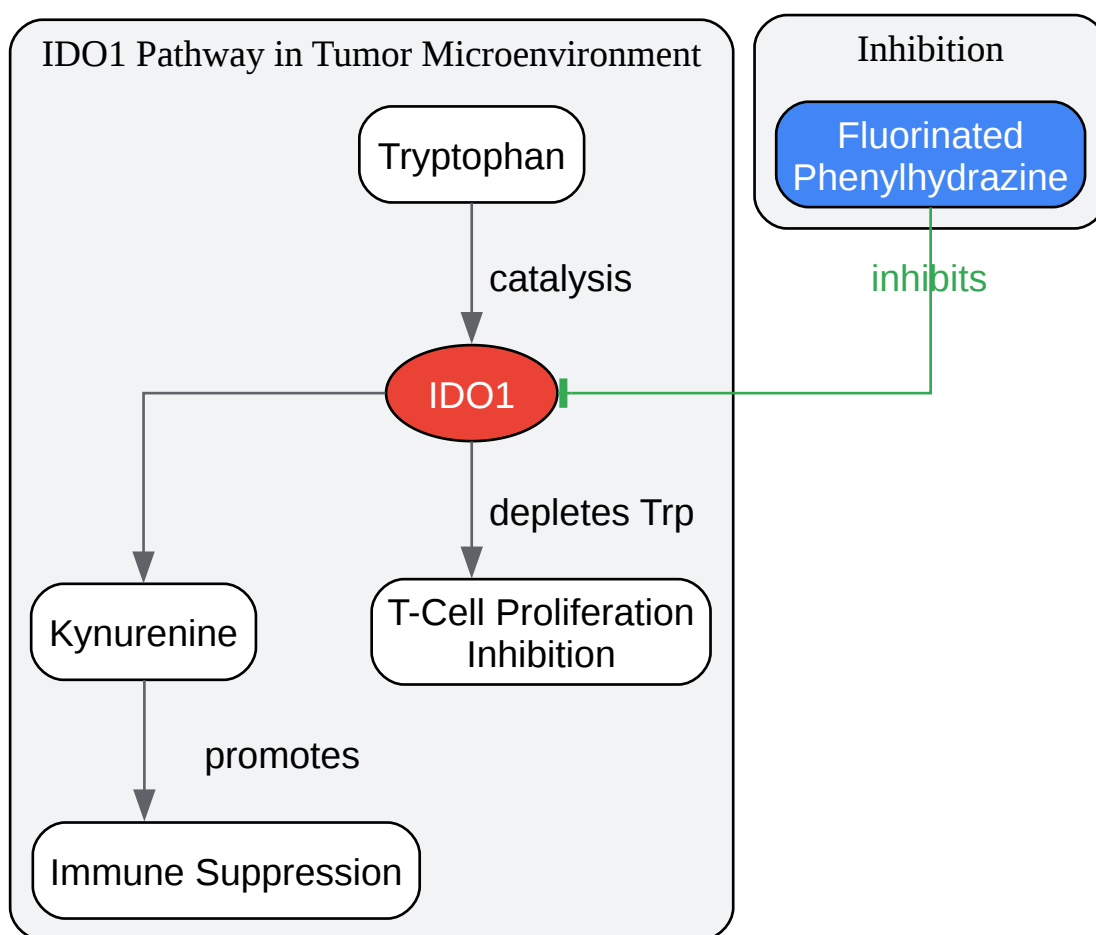 IDO1 Pathway in Tumor Microenvironment
Inhibition
Tryptophan
Fluorinated
Phenylhydrazine
catalysis
inhibits
IDO1
depletes Trp
Kynurenine
T-Cell Proliferation
Inhibition
promotes
Immune Suppression